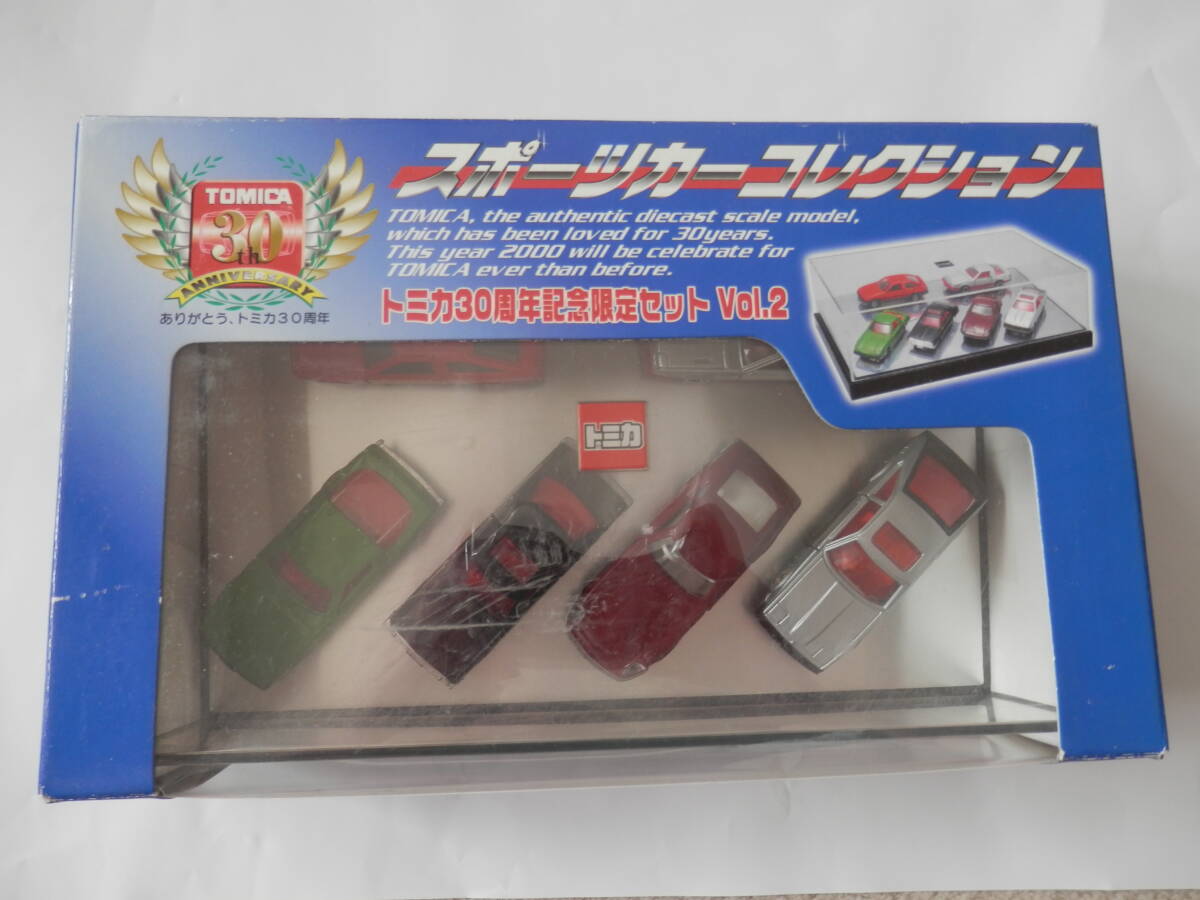 スポーツカーコレクション
TOMICA
30th
ANNIVERSARY
ありがとう、トミカ30周年
TOMICA, the authentic diecast scale model,
which has been loved for 30years.
This year 2000 will be celebrate for
TOMICA ever than before.
トミカ30周年記念限定セット Vol.2
トミカ